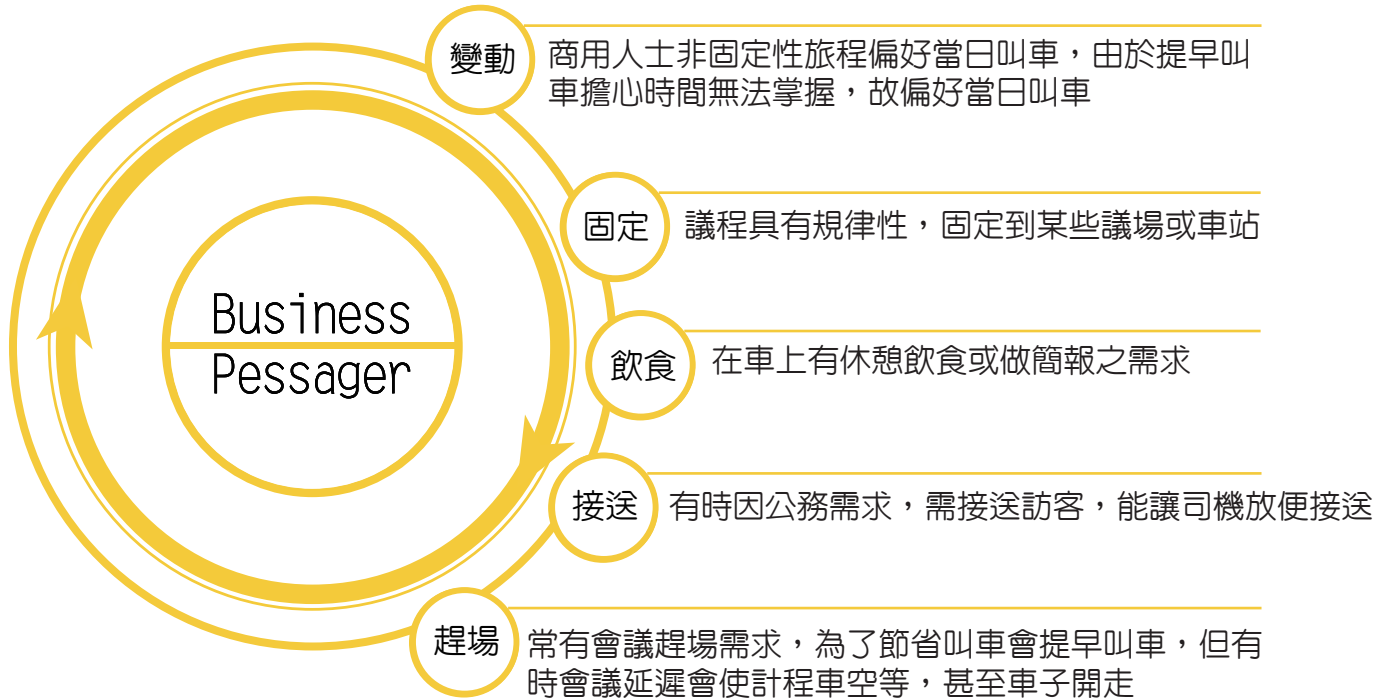 變動
商用人士非固定性旅程偏好當日叫車，由於提早叫
車擔心時間無法掌握，故偏好當日叫車
固定
議程具有規律性，固定到某些議場或車站
Business
Pessager
飲食
在車上有休憩飲食或做簡報之需求
接送
有時因公務需求，需接送訪客，能讓司機放便接送
趕場
常有會議趕場需求，為了節省叫車會提早叫車，但有
時會議延遲會使計程車空等，甚至車子開走